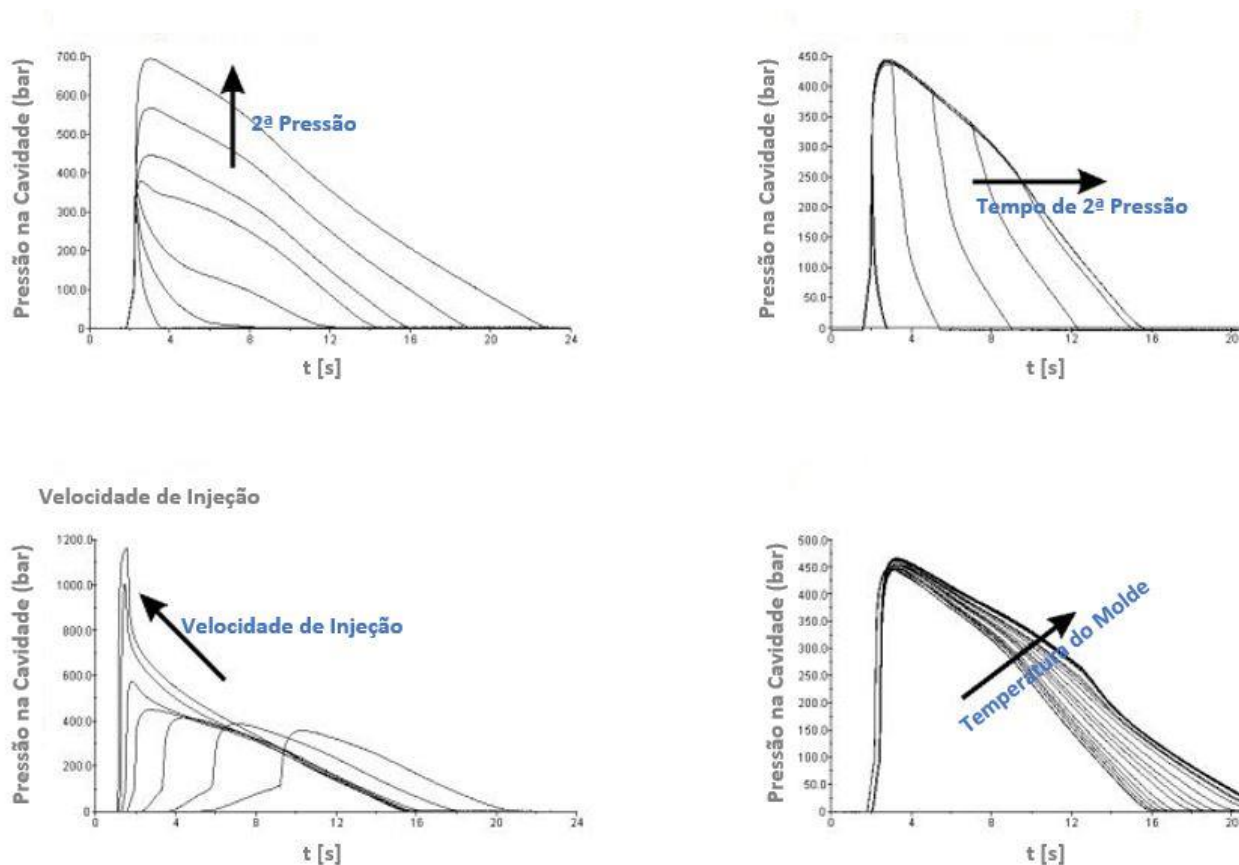 Pressão na Cavidade (bar)
700.0
600.0
500.0
400.0
300.0
200.0
100.0
0
2ª Pressão
0 4 8 12 16 20 24
t [s]
Pressão na Cavidade (bar)
450.0
400.0
350.0
300.0
250.0
200.0
150.0
100.0
50.0
0
Tempo de 2ª Pressão
0 4 8 12 16 20
t [s]
Velocidade de Injeção
Pressão na Cavidade (bar)
1200.0
1000.0
800.0
600.0
400.0
200.0
0
Velocidade de Injeção
0 4 8 12 16 20 24
t [s]
Pressão na Cavidade (bar)
500.0
450.0
400.0
350.0
300.0
250.0
200.0
150.0
100.0
50.0
0
Temperatura do Molde
0 4 8 12 16 20
t [s]